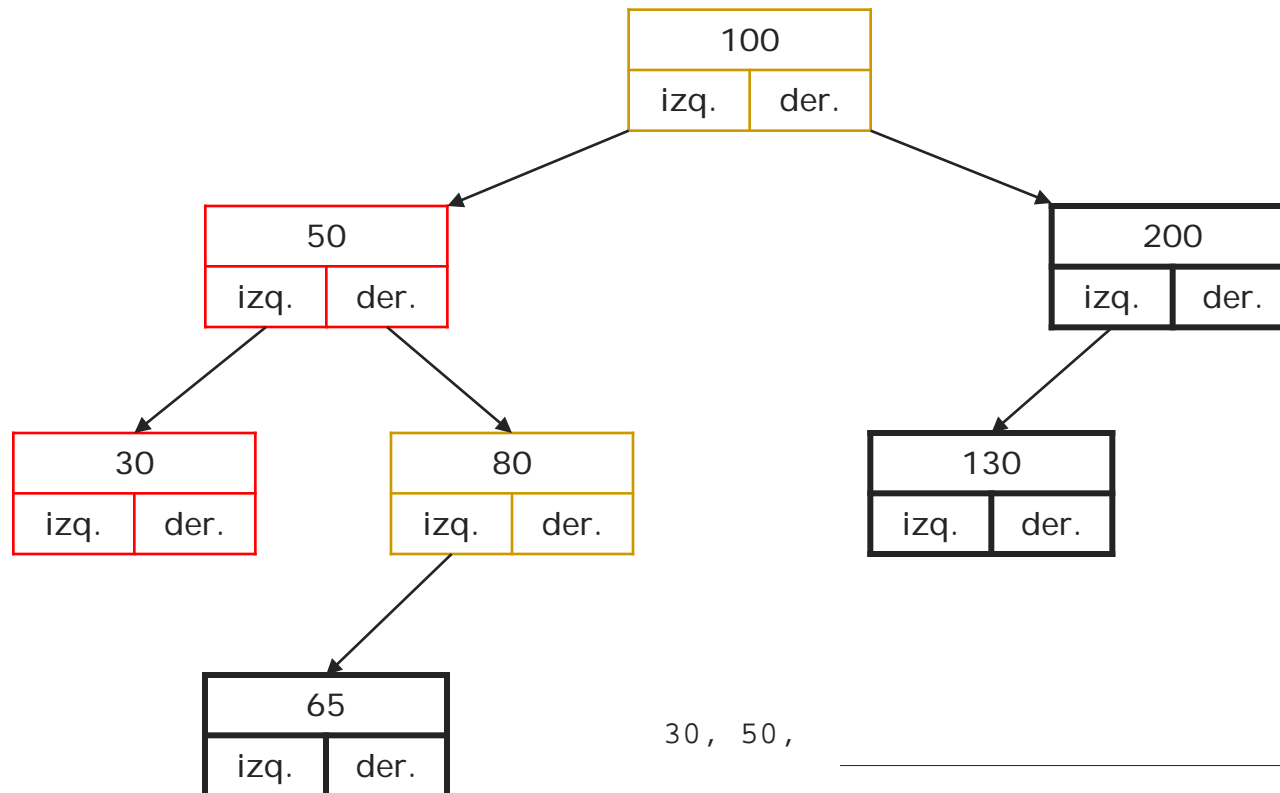 100
izq. der.
50 200
izq. der. izq. der.
30 80 130
izq. der. izq. der. izq. der.
65
izq. der.
30, 50,